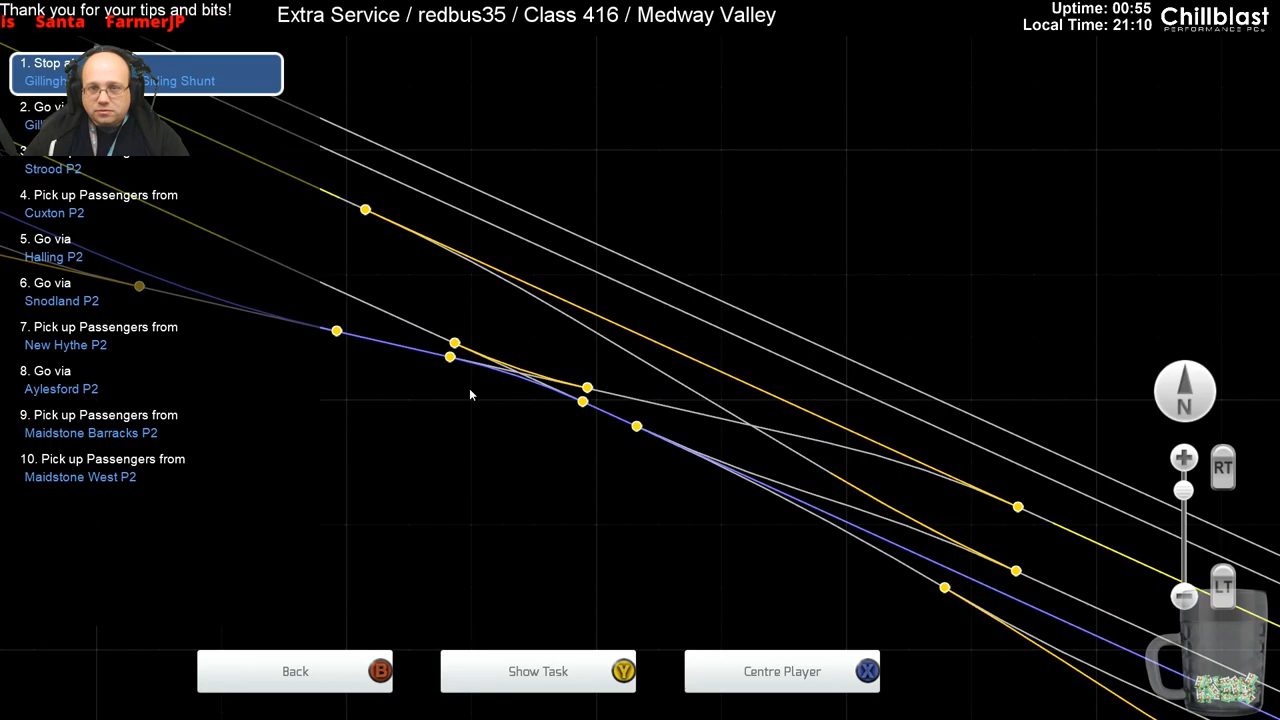 Thank you for your tips and bits!
is Santa FarmerJP
Extra Service / redbus35 / Class 416 / Medway Valley
Uptime: 00:55
Local Time: 21:10
Chillblast
PERFORMANCE PCs
1. Stop
Siding Shunt
2. Go
Strood P2
4. Pick up Passengers from
Cuxton P2
5. Go via
Halling P2
6. Go via
Snodland P2
7. Pick up Passengers from
New Hythe P2
8. Go via
Aylesford P2
9. Pick up Passengers from
Maidstone Barracks P2
10. Pick up Passengers from
Maidstone West P2
N
RT
LT
Back B
Show Task Y
Centre Player X